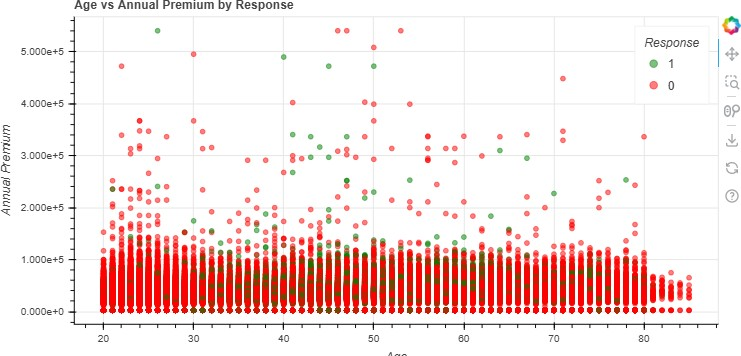 Age vs Annual Premium by Response
Response
1
0
Annual Premium
5.000e+5
4.000e+5
3.000e+5
2.000e+5
1.000e+5
0.000e+0
20 30 40 50 60 70 80
Age